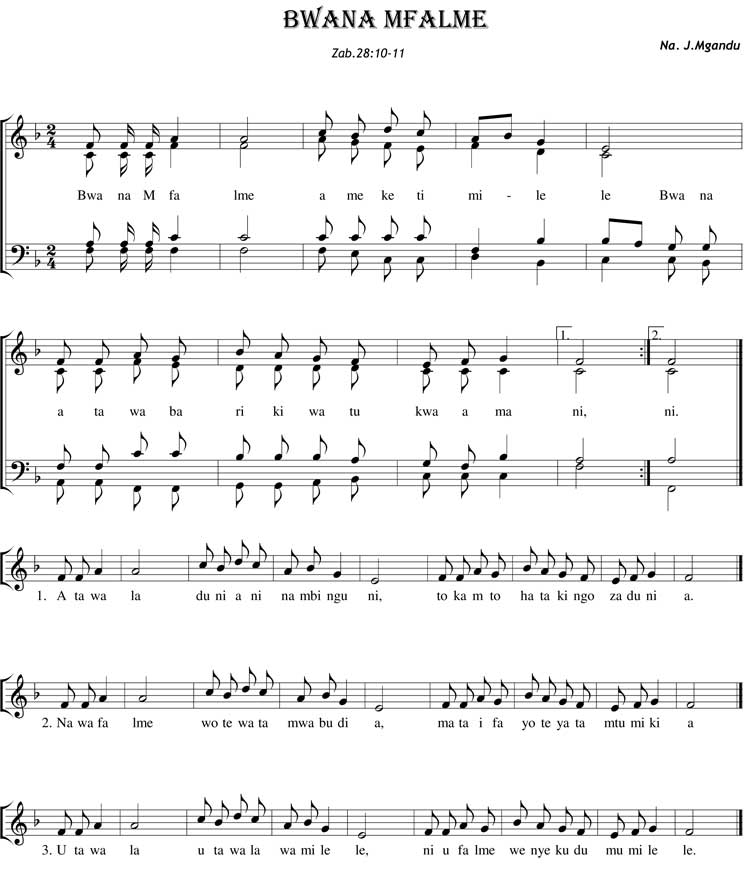 BWANA MFALME
Zab.28:10-11
Na. J.Mgandu
2 4
Bwa na M fa lme a me ke ti mi - le le Bwa na
2 4
1. 2.
a ta wa ba ri ki wa tu kwa a ma ni, ni.
1. A ta wa la du ni a ni na mbi ngu ni, to ka m to ha ta ki ngo za du ni a.
2. Na wa fa lme wo te wa ta mwa bu di a, ma ta i fa yo te ya ta mtu mi ki a
3. U ta wa la u ta wa la wa mi le le, ni u fa lme we nye ku du mu mi le le.